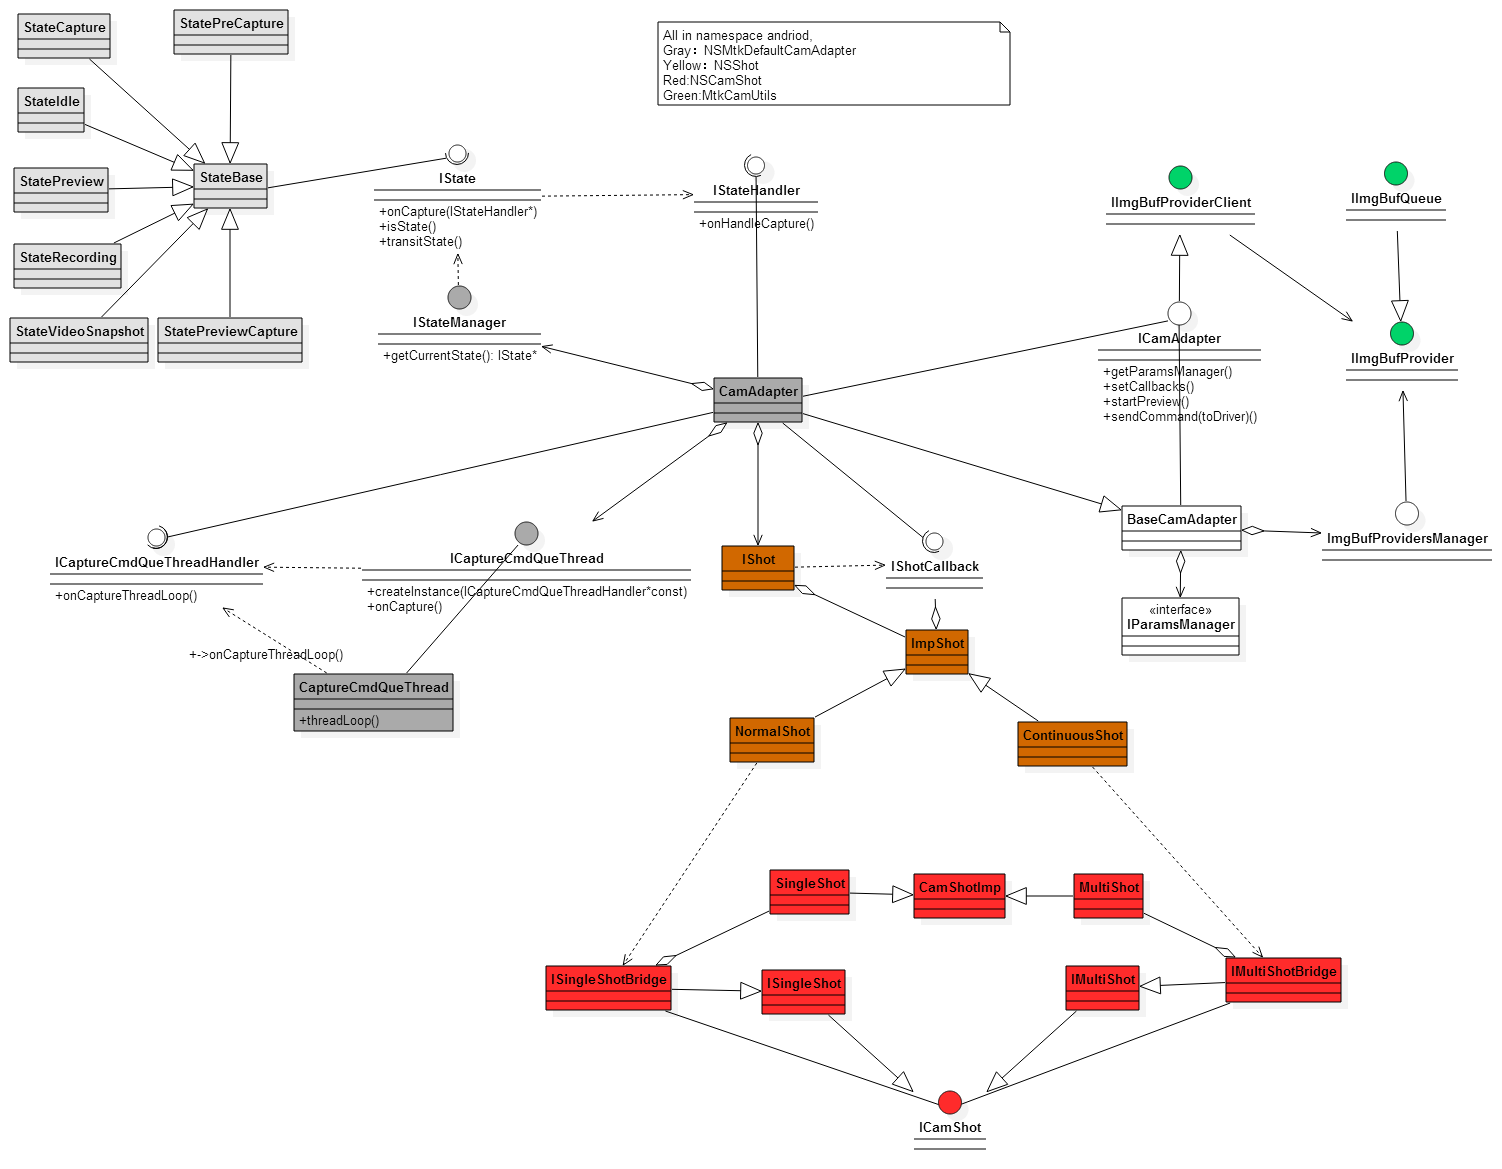 StateCapture
StatePreCapture
All in namespace andriod,
Gray：NSMtkDefaultCamAdapter
Yellow：NSShot
Red:NSCamShot
Green:MtkCamUtils
StateIdle
StatePreview
StateBase
IState
+onCapture(IStateHandler*)
+isState()
+transitState()
IStateHandler
+onHandleCapture()
IImgBufProviderClient
IImgBufQueue
StateRecording
StateVideoSnapshot
StatePreviewCapture
IStateManager
+getCurrentState(): IState*
ICamAdapter
+getParamsManager()
+setCallbacks()
+startPreview()
+sendCommand(toDriver)()
IImgBufProvider
CamAdapter
BaseCamAdapter
ImgBufProvidersManager
ICaptureCmdQueThreadHandler
+onCaptureThreadLoop()
ICaptureCmdQueThread
+createInstance(ICaptureCmdQueThreadHandler*const)
+onCapture()
IShot
IShotCallback
«interface»
IParamsManager
+->onCaptureThreadLoop()
ImpShot
CaptureCmdQueThread
+threadLoop()
NormalShot
ContinuousShot
SingleShot
CamShotImp
MultiShot
ISingleShotBridge
ISingleShot
IMultiShot
IMultiShotBridge
ICamShot